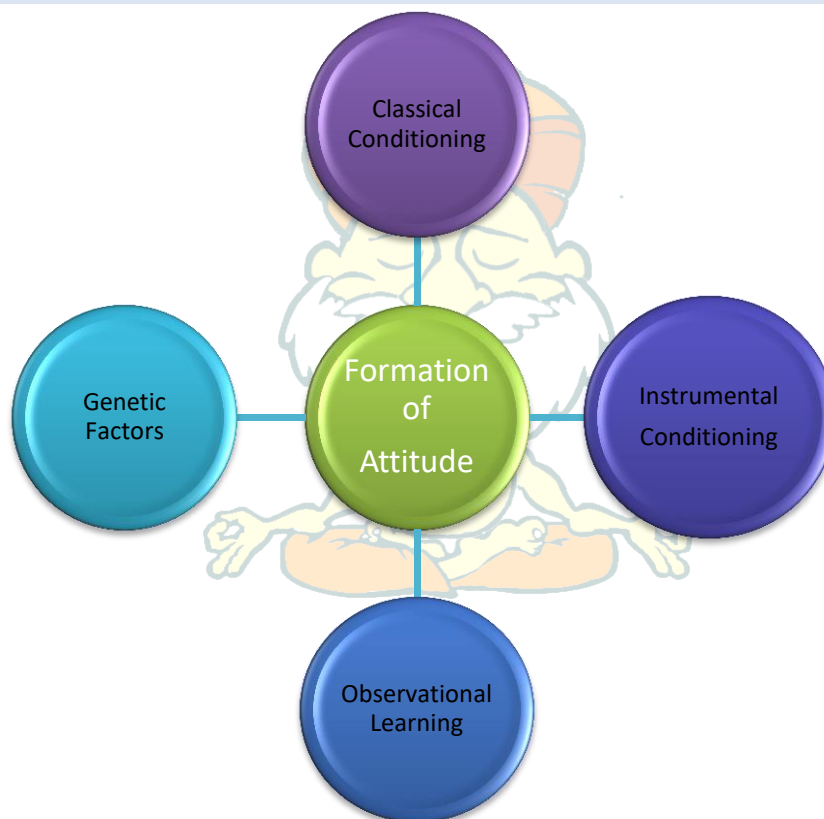 Classical
Conditioning
Genetic
Factors
Formation
of
Attitude
Instrumental
Conditioning
Observational
Learning